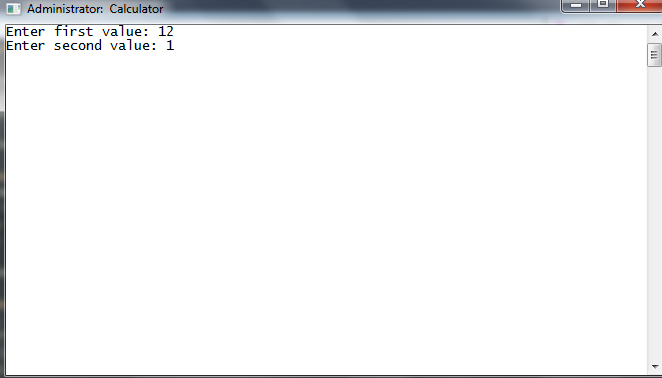 Administrator: Calculator
Enter first value: 12
Enter second value: 1